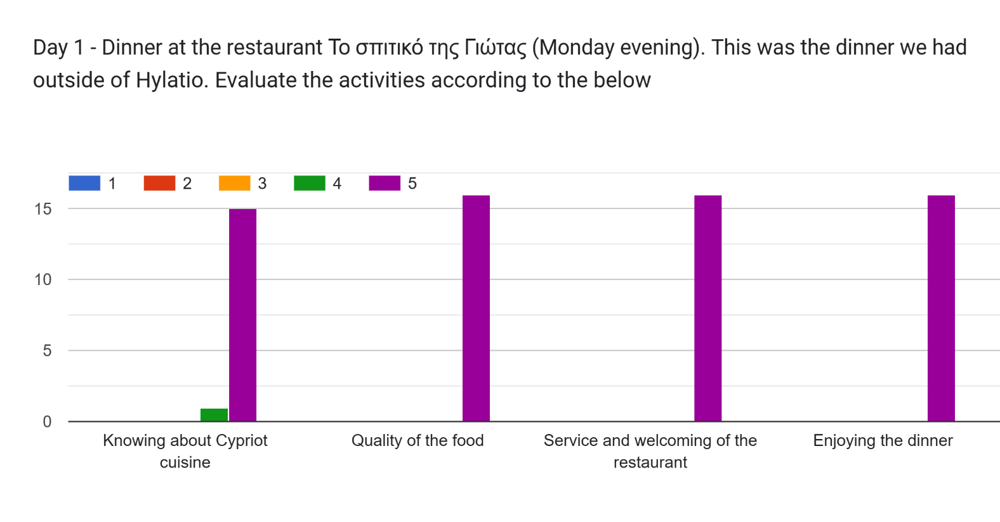 Day 1 - Dinner at the restaurant Το σπιτικό της Γιώτας (Monday evening). This was the dinner we had
outside of Hylatio. Evaluate the activities according to the below
1 2 3 4 5
15
10
5
0
Knowing about Cypriot
cuisine
Quality of the food
Service and welcoming of the
restaurant
Enjoying the dinner